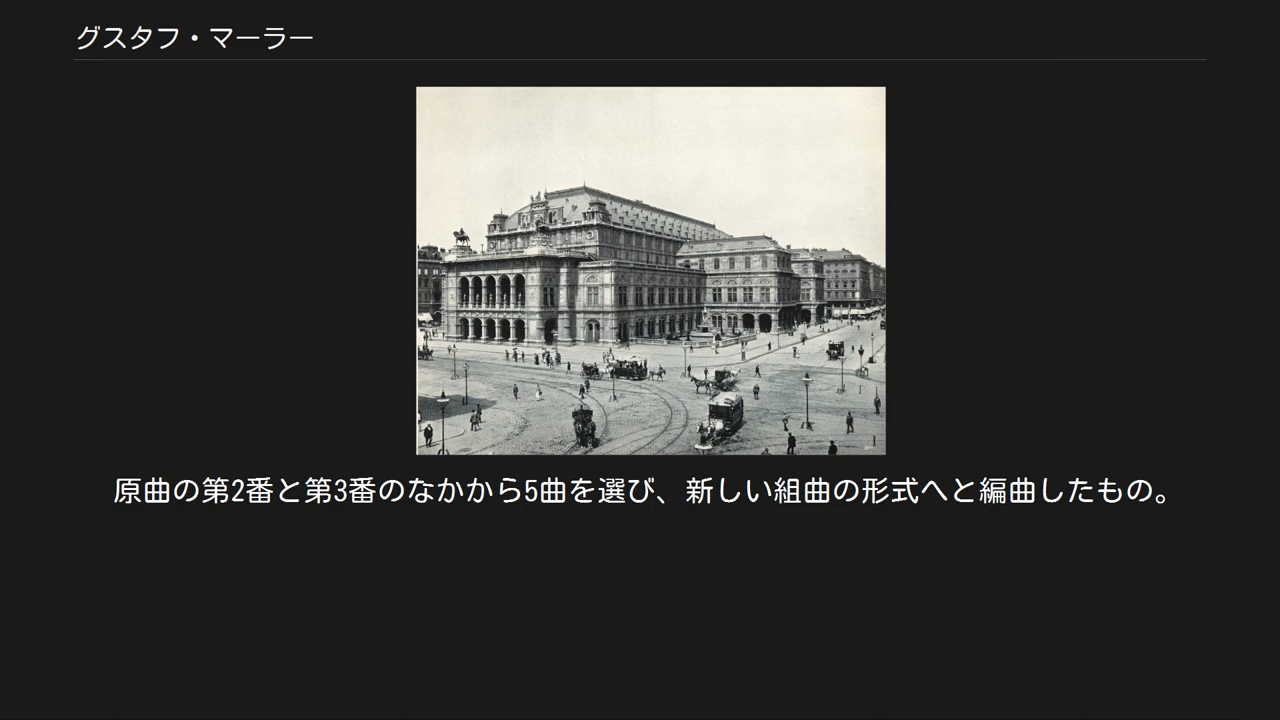 グスタフ・マーラー
原曲の第2番と第3番のなかから5曲を選び、新しい組曲の形式へと編曲したもの。